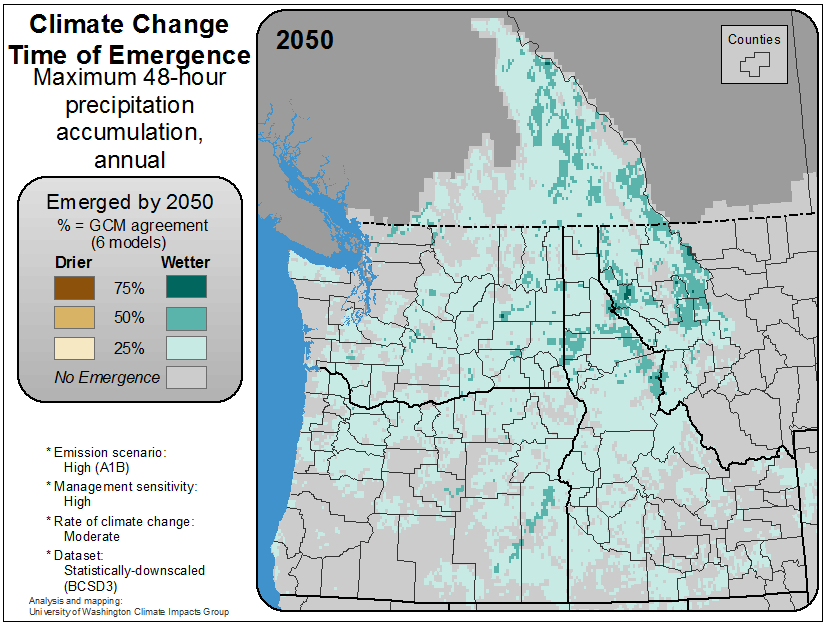 Climate Change
Time of Emergence
Maximum 48-hour
precipitation
accumulation,
annual
Emerged by 2050
% = GCM agreement
(6 models)
Drier Wetter
75%
50%
25%
No Emergence
* Emission scenario:
High (A1B)
* Management sensitivity:
High
* Rate of climate change:
Moderate
* Dataset:
Statistically-downscaled
(BCSD3)
Analysis and mapping:
University of Washington Climate Impacts Group
2050
Counties